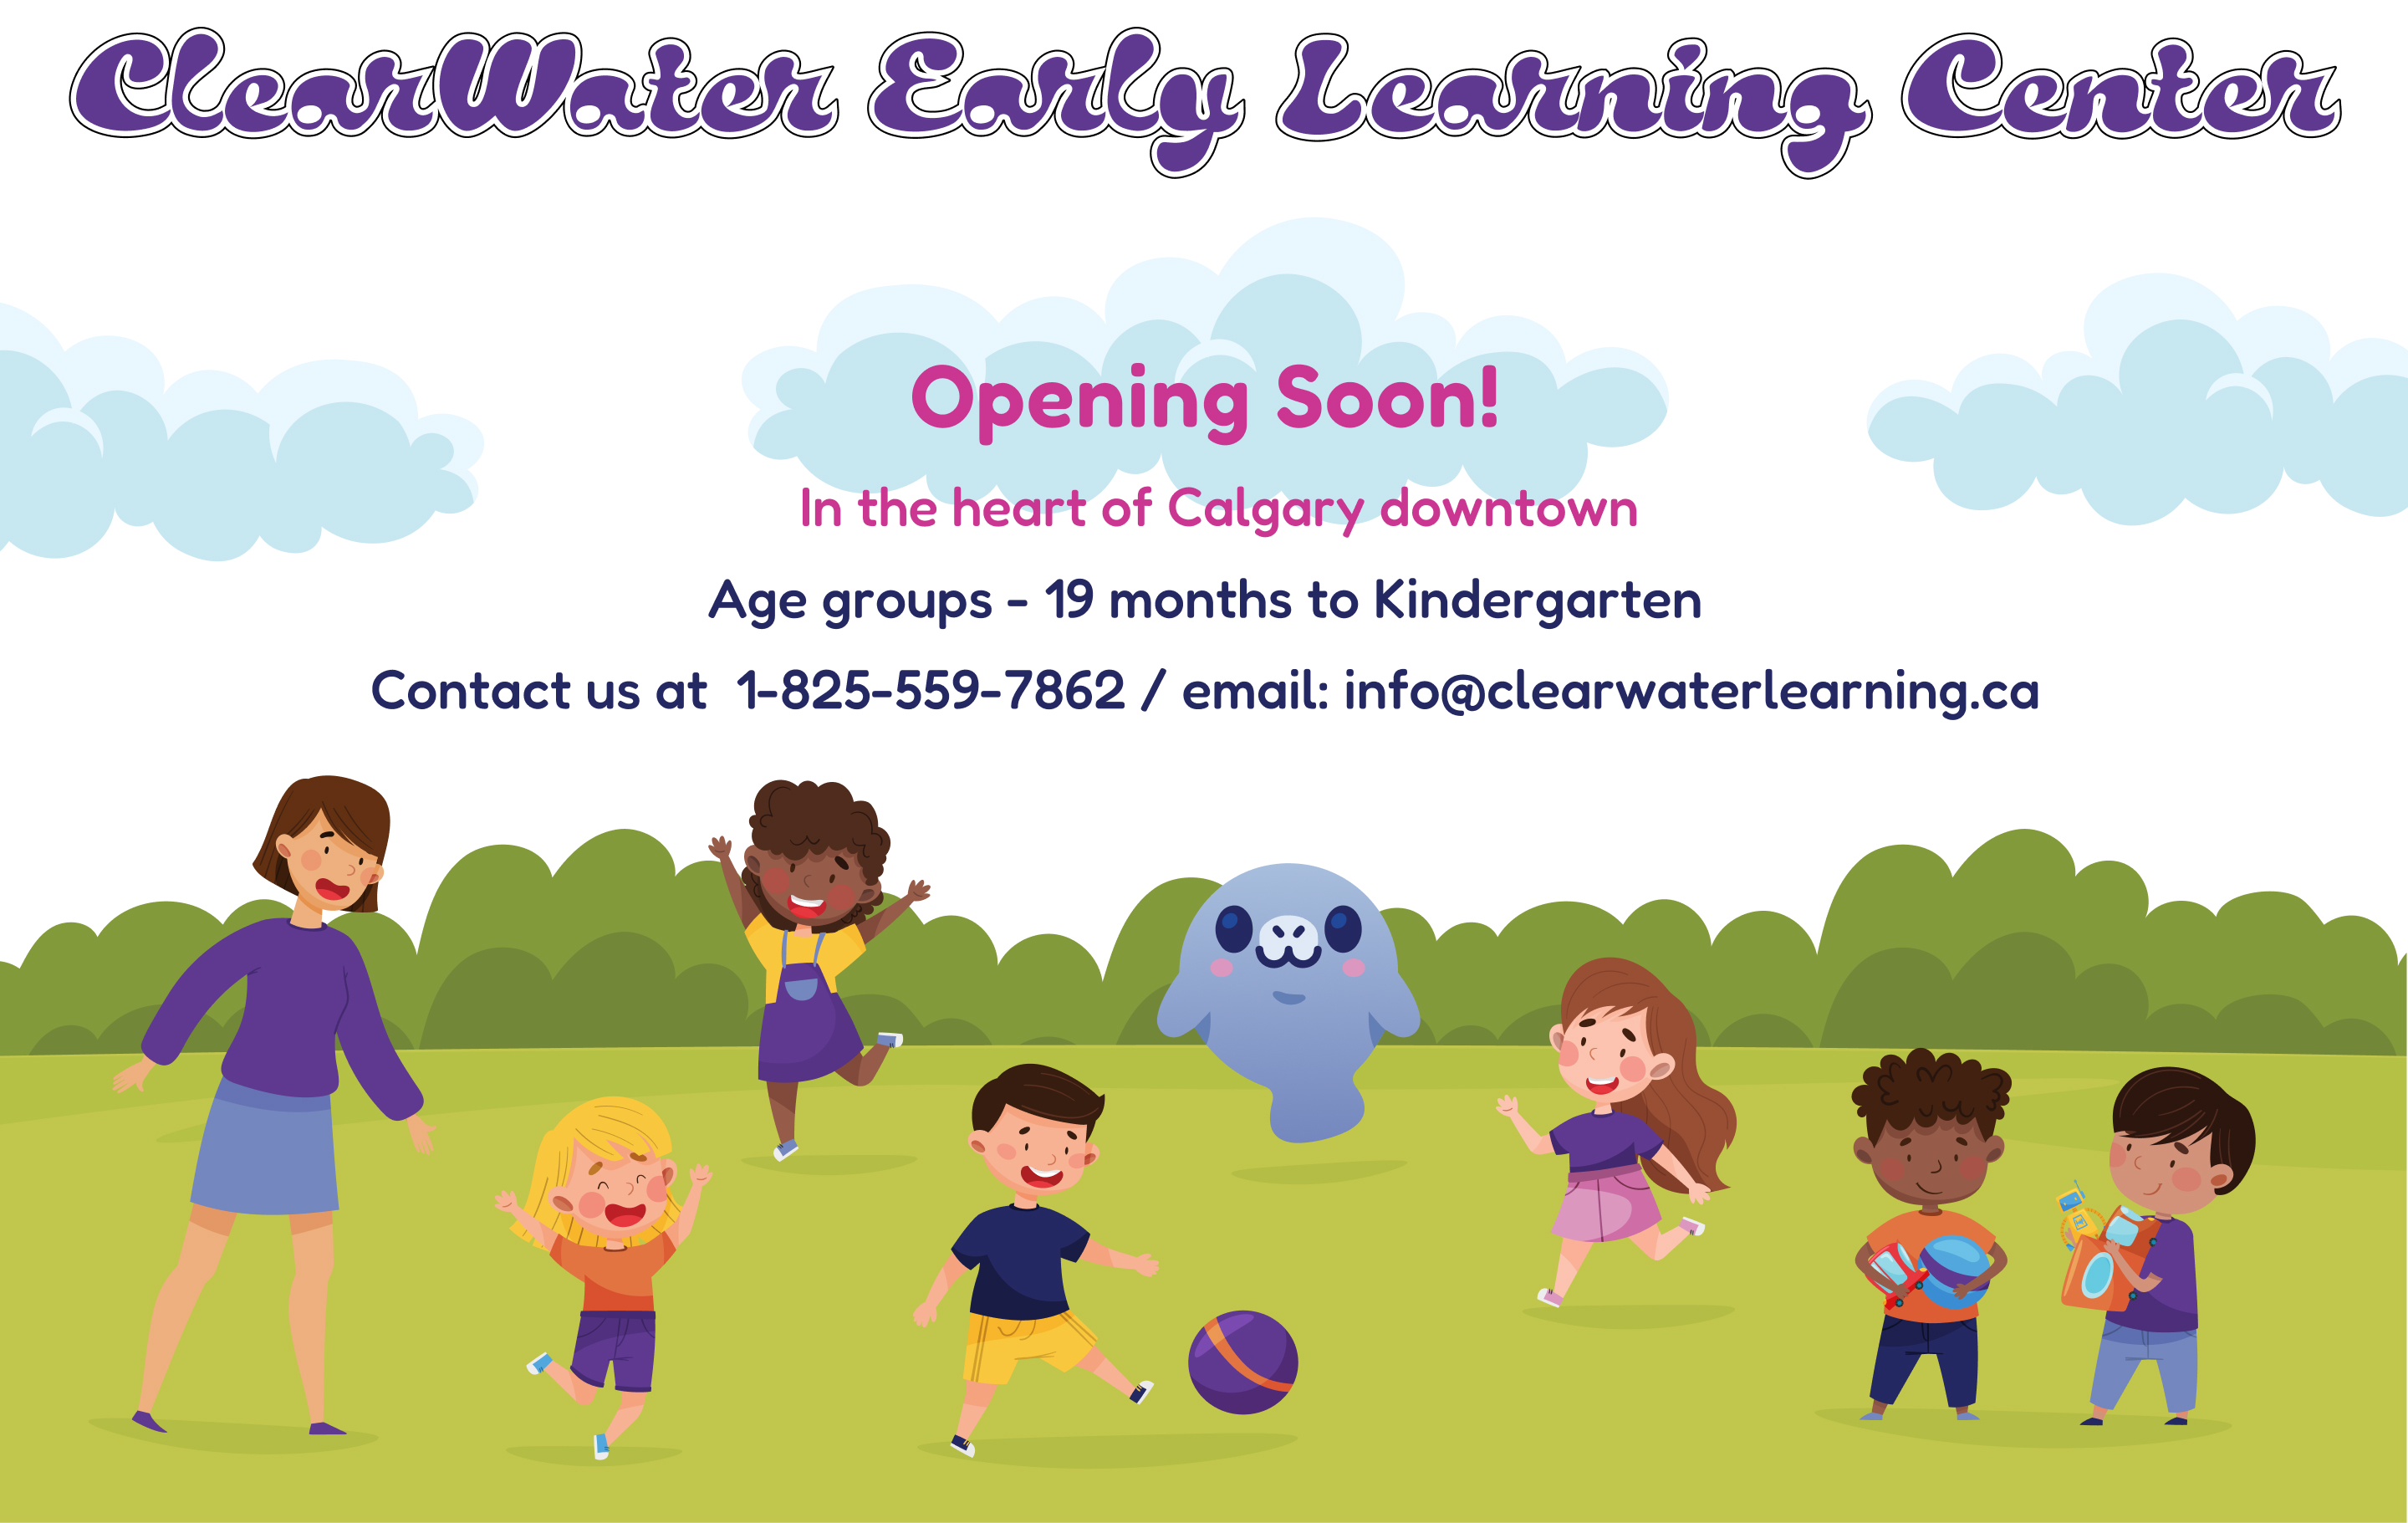 ClearWater Early Learning Center
Opening Soon!
In the heart of Calgary downtown
Age groups - 19 months to Kindergarten
Contact us at 1-825-559-7862 / email: info@clearwaterlearning.ca